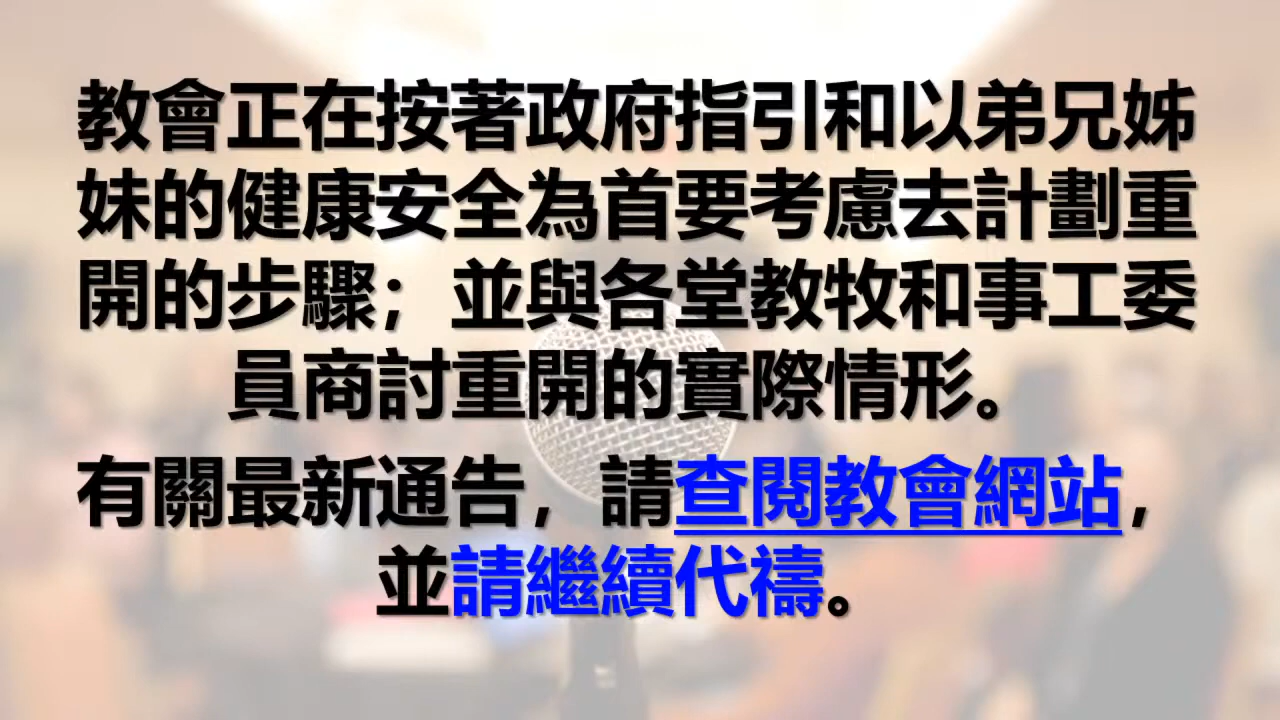 教會正在按著政府指引和以弟兄姊
妹的健康安全為首要考慮去計劃重
開的步驟；並與各堂教牧和事工委
員商討重開的實際情形。
有關最新通告，請查閱教會網站，
並請繼續代禱。